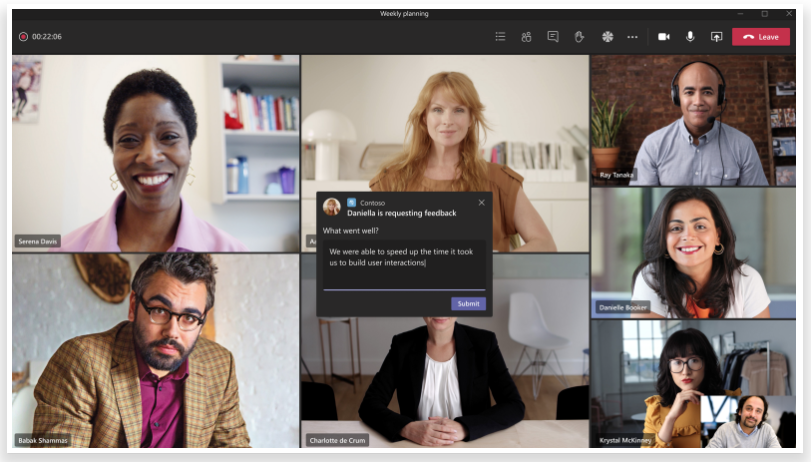 Weekly planning
00:22:06
Leave
Serena Davis
Ray Tanaka
Contoso
Daniella is requesting feedback
What went well?
We were able to speed up the time it took
us to build user interactions
Submit
Danielle Booker
Babak Shammas
Charlotte de Crum
Krystal McKinney